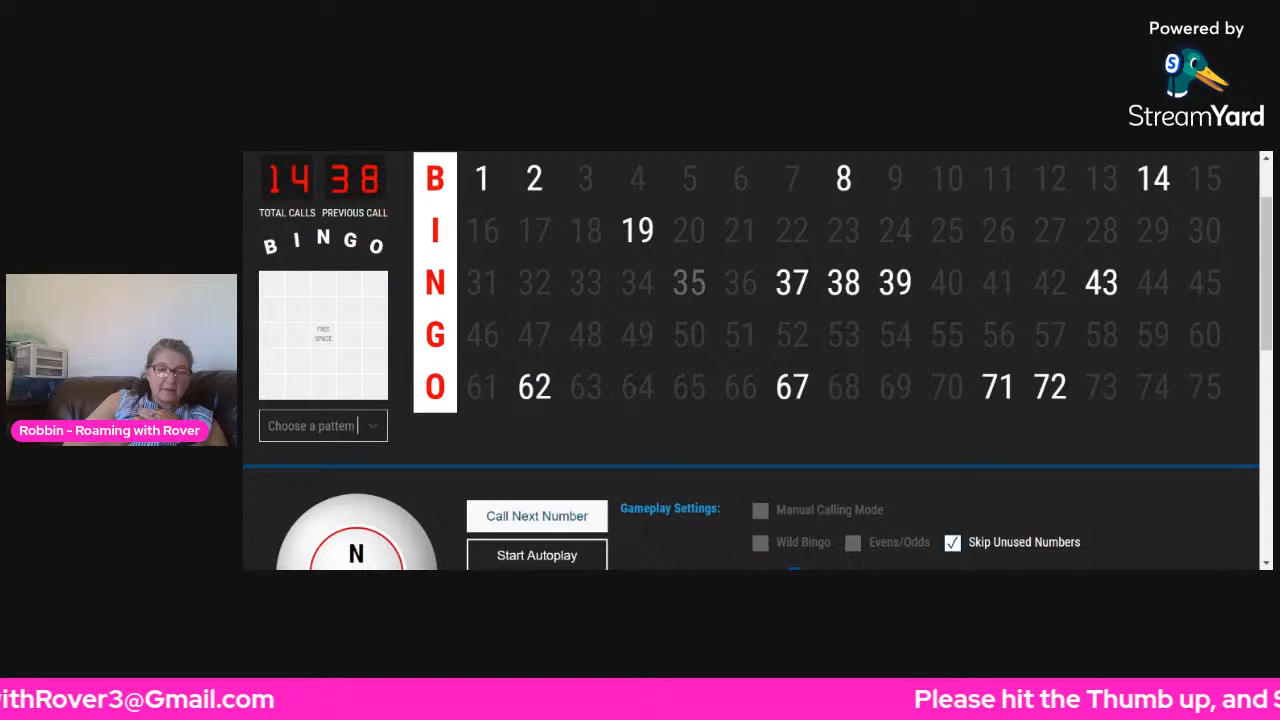 Powered by
StreamYard
14 38
TOTAL CALLS PREVIOUS CALL
BINGO
FREE
SPACE
Choose a pattern
B 1 2 3 4 5 6 7 8 9 10 11 12 13 14 15
I 16 17 18 19 20 21 22 23 24 25 26 27 28 29 30
N 31 32 33 34 35 36 37 38 39 40 41 42 43 44 45
G 46 47 48 49 50 51 52 53 54 55 56 57 58 59 60
O 61 62 63 64 65 66 67 68 69 70 71 72 73 74 75
Robbin - Roaming with Rover
N
Call Next Number
Start Autoplay
Gameplay Settings:
Manual Calling Mode
Wild Bingo Evens/Odds Skip Unused Numbers
ithRover3@Gmail.com Please hit the Thumb up, and S